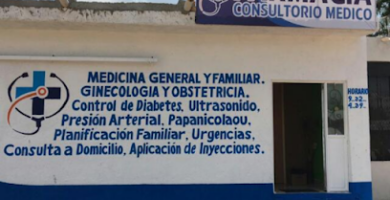 CONSULTORIO MEDICO
MEDICINA GENERAL Y FAMILIAR.
GINECOLOGIA Y OBSTETRICIA.
Control de Diabetes, Ultrasonido,
Presión Arterial, Papanicolaou,
Planificación Familiar, Urgencias,
Consulta a Domicilio, Aplicación de Inyecciones.
HORARIO